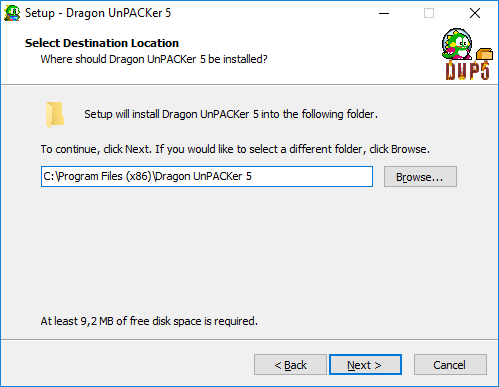 Setup - Dragon UnPACKer 5
Select Destination Location
Where should Dragon UnPACKer 5 be installed?
DUP5
Setup will install Dragon UnPACKer 5 into the following folder.
To continue, click Next. If you would like to select a different folder, click Browse.
C:\Program Files (x86)\Dragon UnPACKer 5
Browse...
At least 9,2 MB of free disk space is required.
< Back
Next >
Cancel